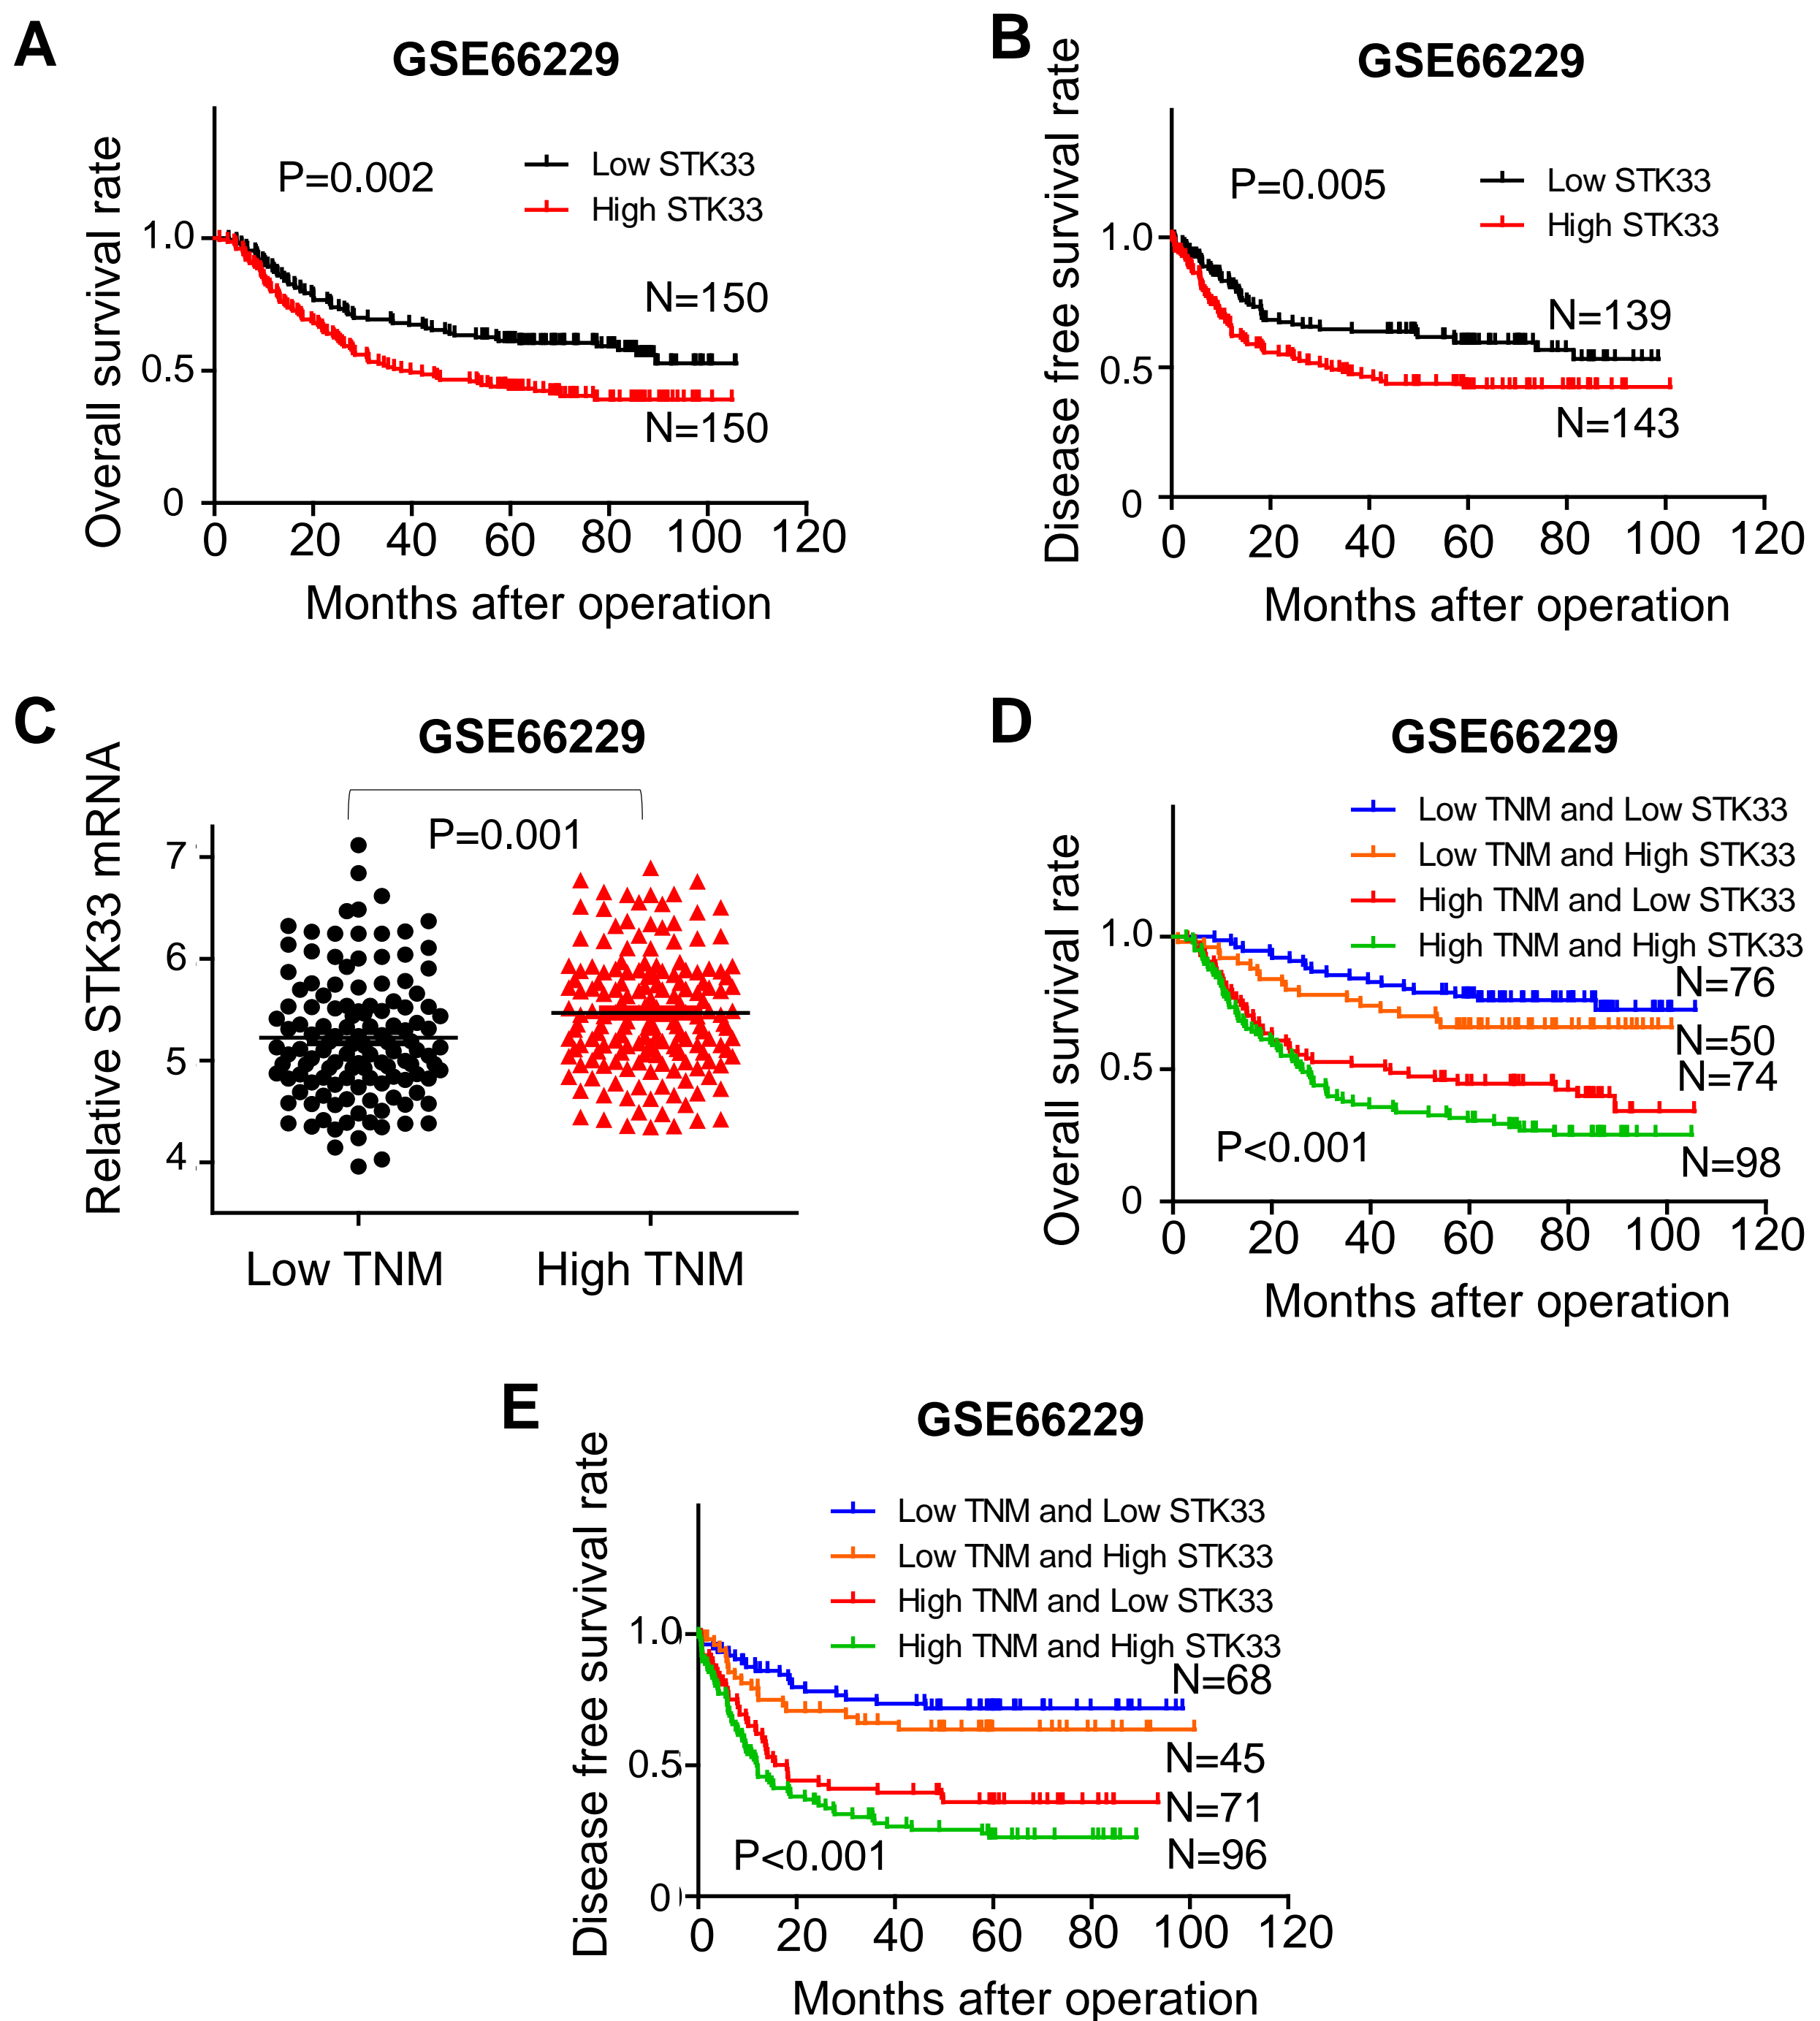 A
GSE66229
Overall survival rate
P=0.002
Low STK33
High STK33
1.0
0.5
0
N=150
N=150
0 20 40 60 80 100 120
Months after operation
B
GSE66229
Disease free survival rate
P=0.005
Low STK33
High STK33
1.0
0.5
0
N=139
N=143
0 20 40 60 80 100 120
Months after operation
C
GSE66229
Relative STK33 mRNA
P=0.001
7
6
5
4
Low TNM High TNM
D
GSE66229
Overall survival rate
Low TNM and Low STK33
Low TNM and High STK33
High TNM and Low STK33
High TNM and High STK33
1.0
0.5
0
N=76
N=50
N=74
N=98
P<0.001
0 20 40 60 80 100 120
Months after operation
E
GSE66229
Disease free survival rate
Low TNM and Low STK33
Low TNM and High STK33
High TNM and Low STK33
High TNM and High STK33
1.0
0.5
0
N=68
N=45
N=71
N=96
P<0.001
0 20 40 60 80 100 120
Months after operation